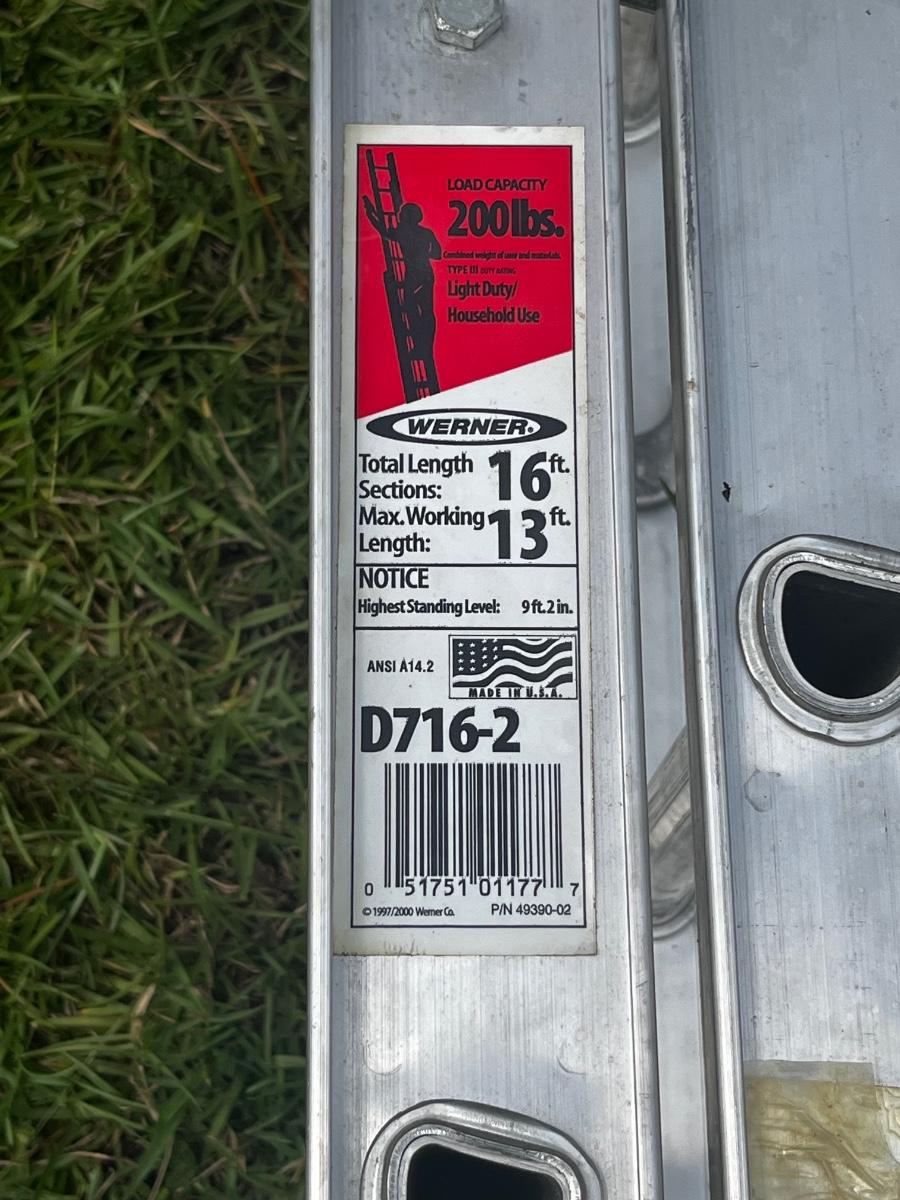 LOAD CAPACITY
200lbs.
Combined weight of user and materials.
TYPE III DUTY RATING
Light Duty/
Household Use
WERNER®
Total Length
Sections:
16 ft.
Max. Working
Length:
13 ft.
NOTICE
Highest Standing Level: 9 ft. 2 in.
ANSI A14.2
MADE IN U.S.A.
D716-2
0 51751 01177 7
© 1997/2000 Werner Co. P/N 49390-02